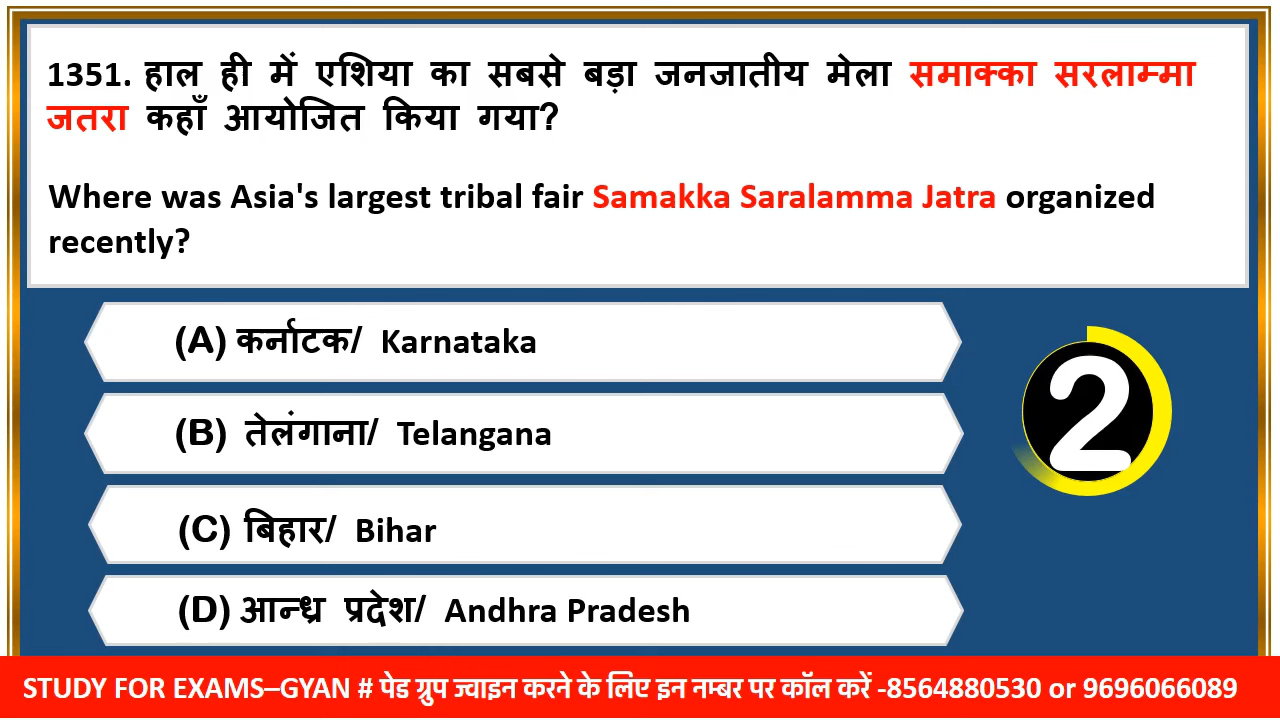 1351. हाल ही में एशिया का सबसे बड़ा जनजातीय मेला समाक्का सरलाम्मा
जतरा कहाँ आयोजित किया गया?
Where was Asia's largest tribal fair Samakka Saralamma Jatra organized
recently?
(A) कर्नाटक/ Karnataka
(B) तेलंगाना/ Telangana
2
(C) बिहार/ Bihar
(D) आन्ध्र प्रदेश/ Andhra Pradesh
STUDY FOR EXAMS–GYAN # पेड ग्रुप ज्वाइन करने के लिए इन नम्बर पर कॉल करें -8564880530 or 9696066089